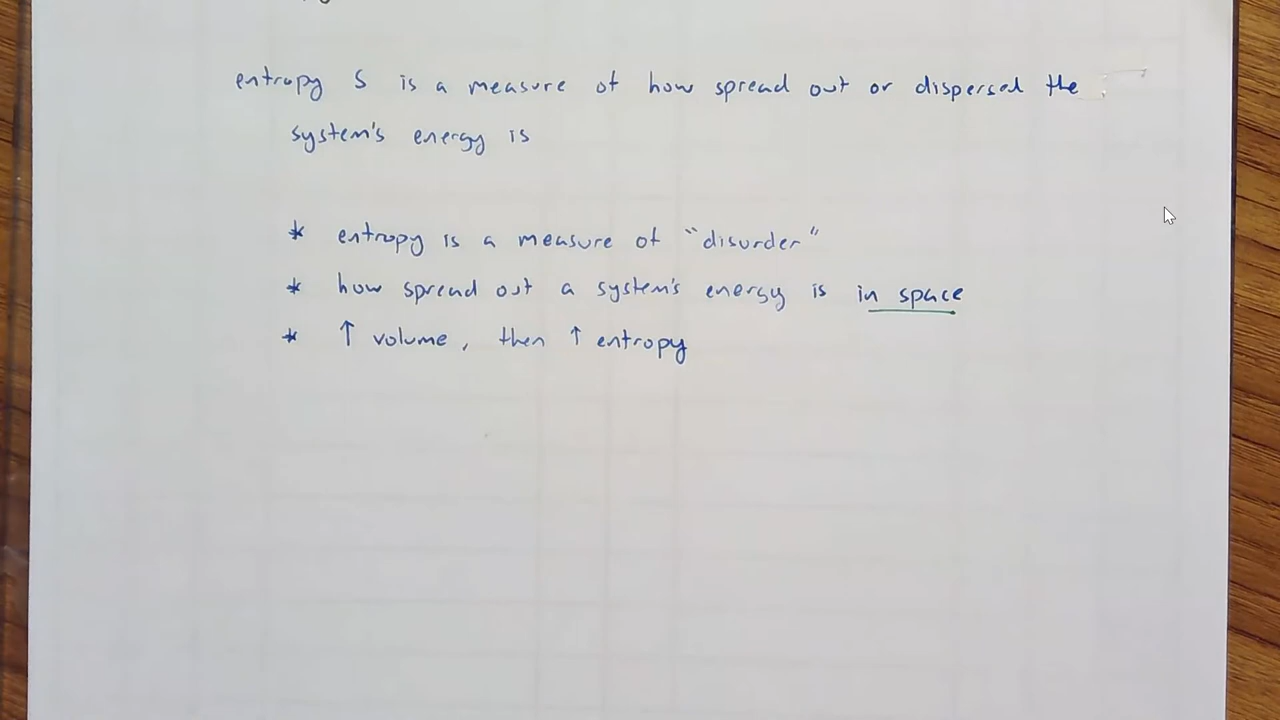 entropy S is a measure of how spread out or dispersed the
system's energy is
* entropy is a measure of "disorder"
* how spread out a system's energy is in space
* ↑ volume, then ↑ entropy